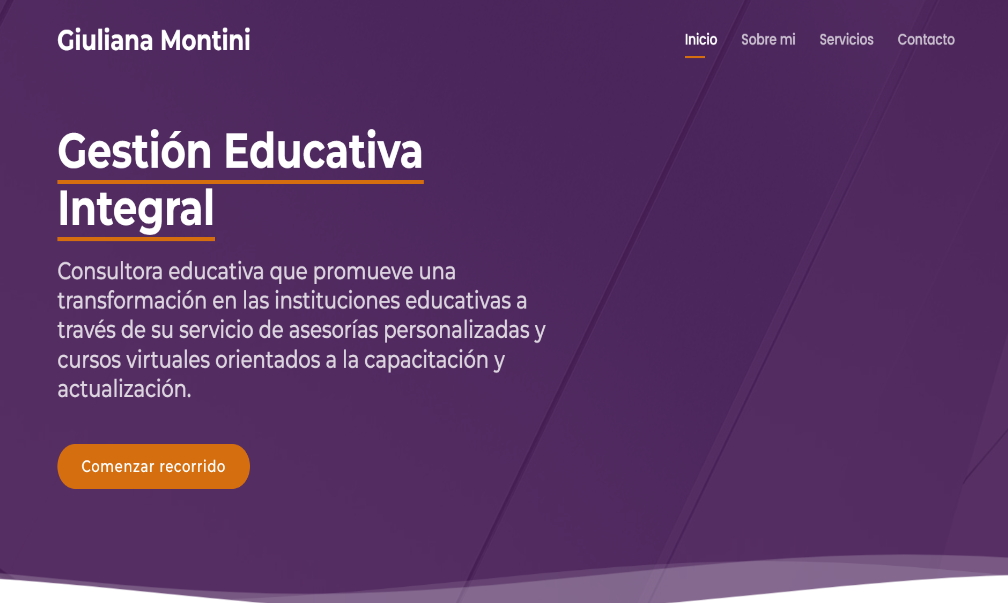 Giuliana Montini
Inicio Sobre mi Servicios Contacto
Gestión Educativa
Integral
Consultora educativa que promueve una
transformación en las instituciones educativas a
través de su servicio de asesorías personalizadas y
cursos virtuales orientados a la capacitación y
actualización.
Comenzar recorrido